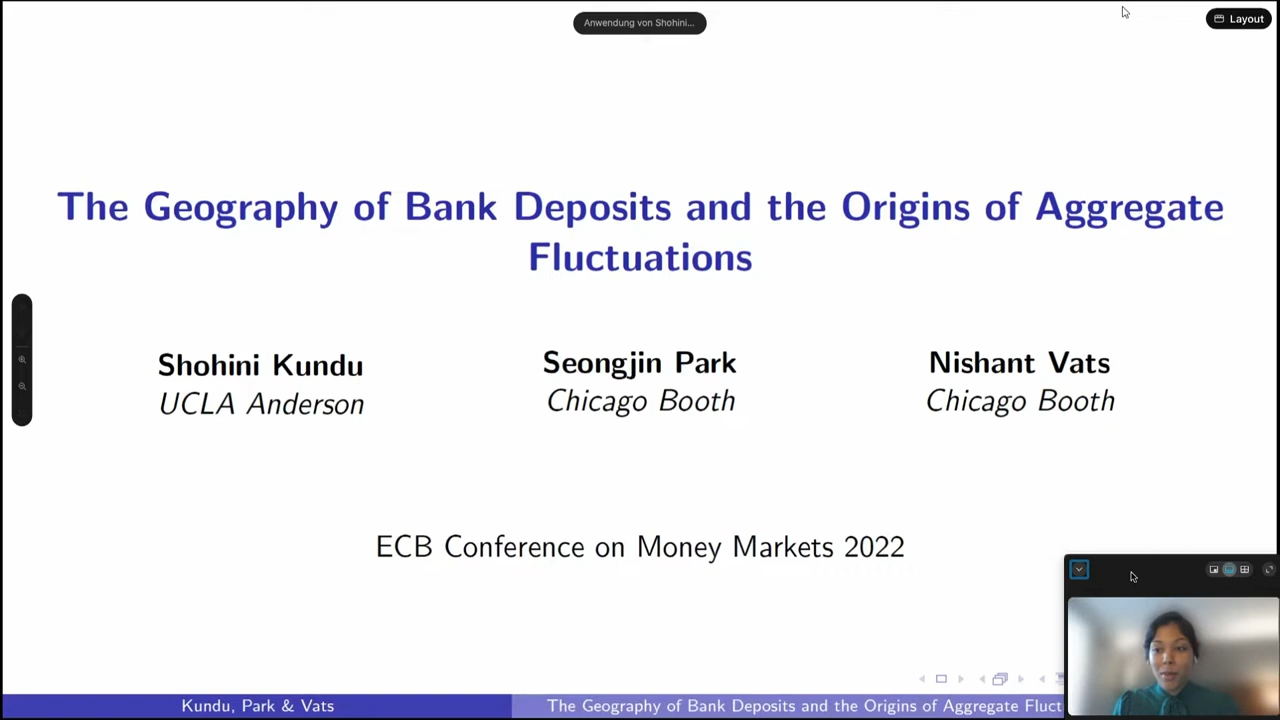 Anwendung von Shohini...
Layout
The Geography of Bank Deposits and the Origins of Aggregate
Fluctuations
Shohini Kundu
UCLA Anderson
Seongjin Park
Chicago Booth
Nishant Vats
Chicago Booth
ECB Conference on Money Markets 2022
Kundu, Park & Vats
The Geography of Bank Deposits and the Origins of Aggregate Fluct